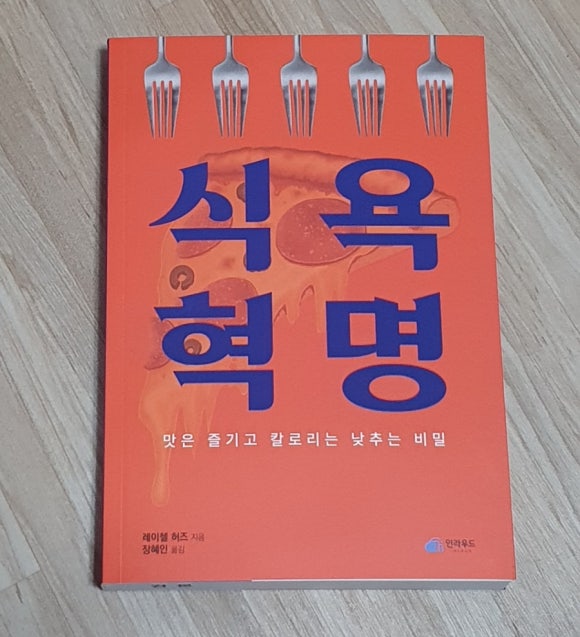 식욕
혁명
맛은 즐기고 칼로리는 낮추는 비밀
레이첼 허즈 지음
장혜인 옮김
인라우드